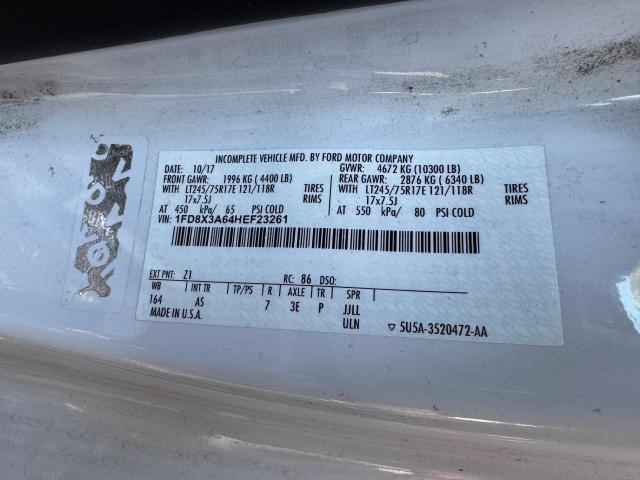 INCOMPLETE VEHICLE MFD. BY FORD MOTOR COMPANY
10/17 GVWR: 4672 KG (10300 LB)
FRONT GAWR: 1996 KG ( 4400 LB) REAR GAWR: 2876 KG ( 6340 LB)
WITH LT245/75R17E 121/118R TIRES WITH LT245/75R17E 121/118R TIRES
17x7.5J RIMS 17x7.5J RIMS
AT 450 kPa/ 65 PSI COLD AT 550 kPa/ 80 PSI COLD
VIN: 1FD8X3A64HEF23261
EXT PNT: Z1 RC: 86 DSO:
WB INT TR TP/PS R AXLE TR SPR
164 AS 7 3E P JJLL
MADE IN U.S.A. ULN ▽ 5U5A-3520472-AA